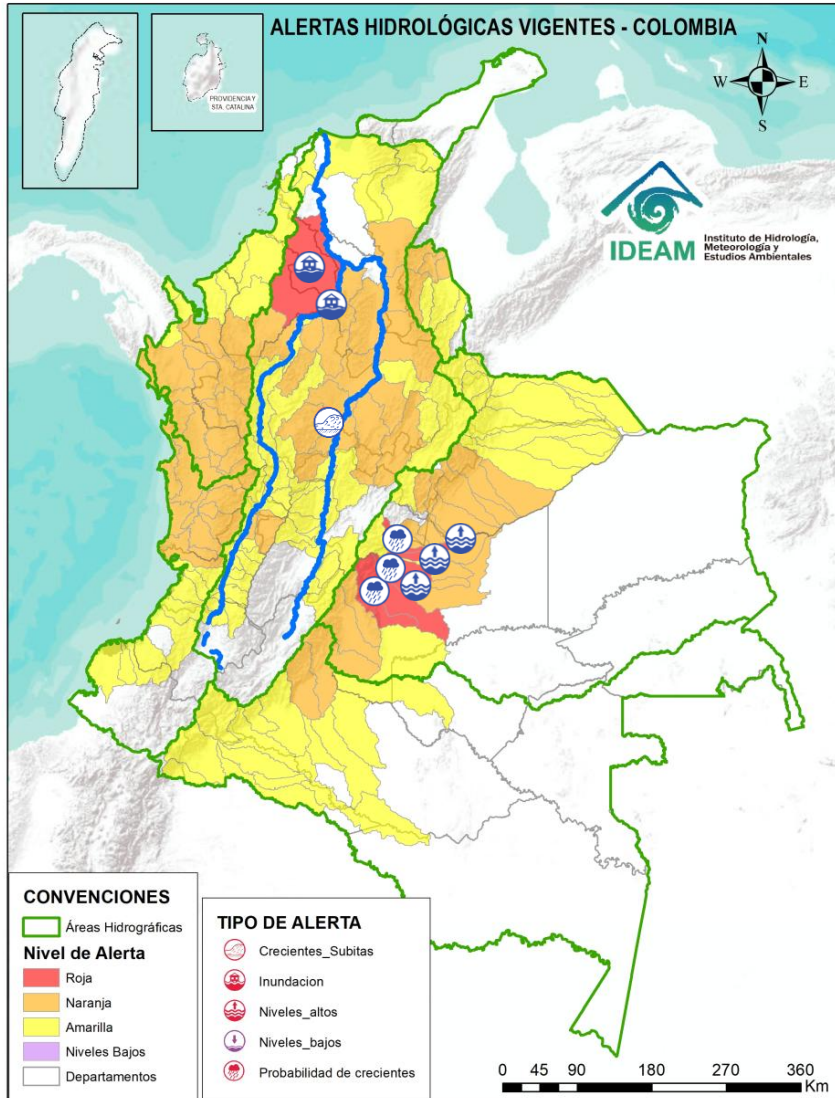 ALERTAS HIDROLÓGICAS VIGENTES - COLOMBIA
PROVIDENCIA Y
STA. CATALINA
N
W
E
S
IDEAM
Instituto de Hidrología,
Meteorología y
Estudios Ambientales
CONVENCIONES
Áreas Hidrográficas
Nivel de Alerta
Roja
Naranja
Amarilla
Niveles Bajos
Departamentos
TIPO DE ALERTA
Crecientes_Subitas
Inundacion
Niveles_altos
Niveles_bajos
Probabilidad de crecientes
0 45 90 180 270 360
Km